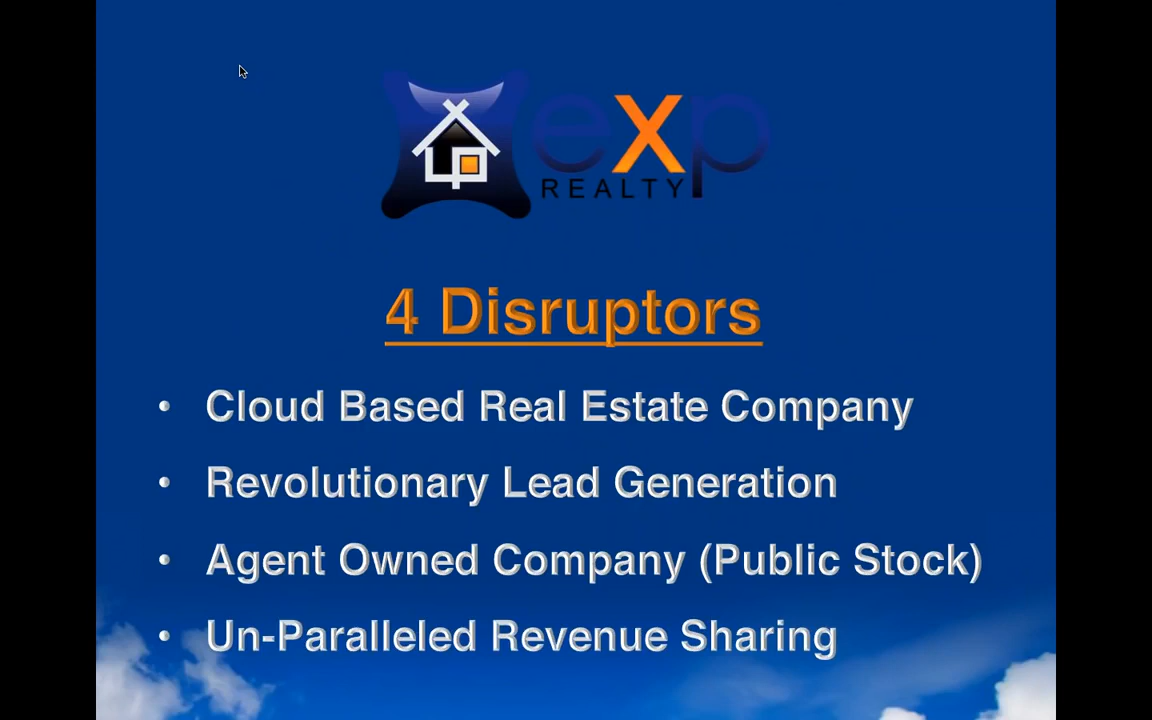 exp
REALTY
4 Disruptors
• Cloud Based Real Estate Company
• Revolutionary Lead Generation
• Agent Owned Company (Public Stock)
• Un-Paralleled Revenue Sharing